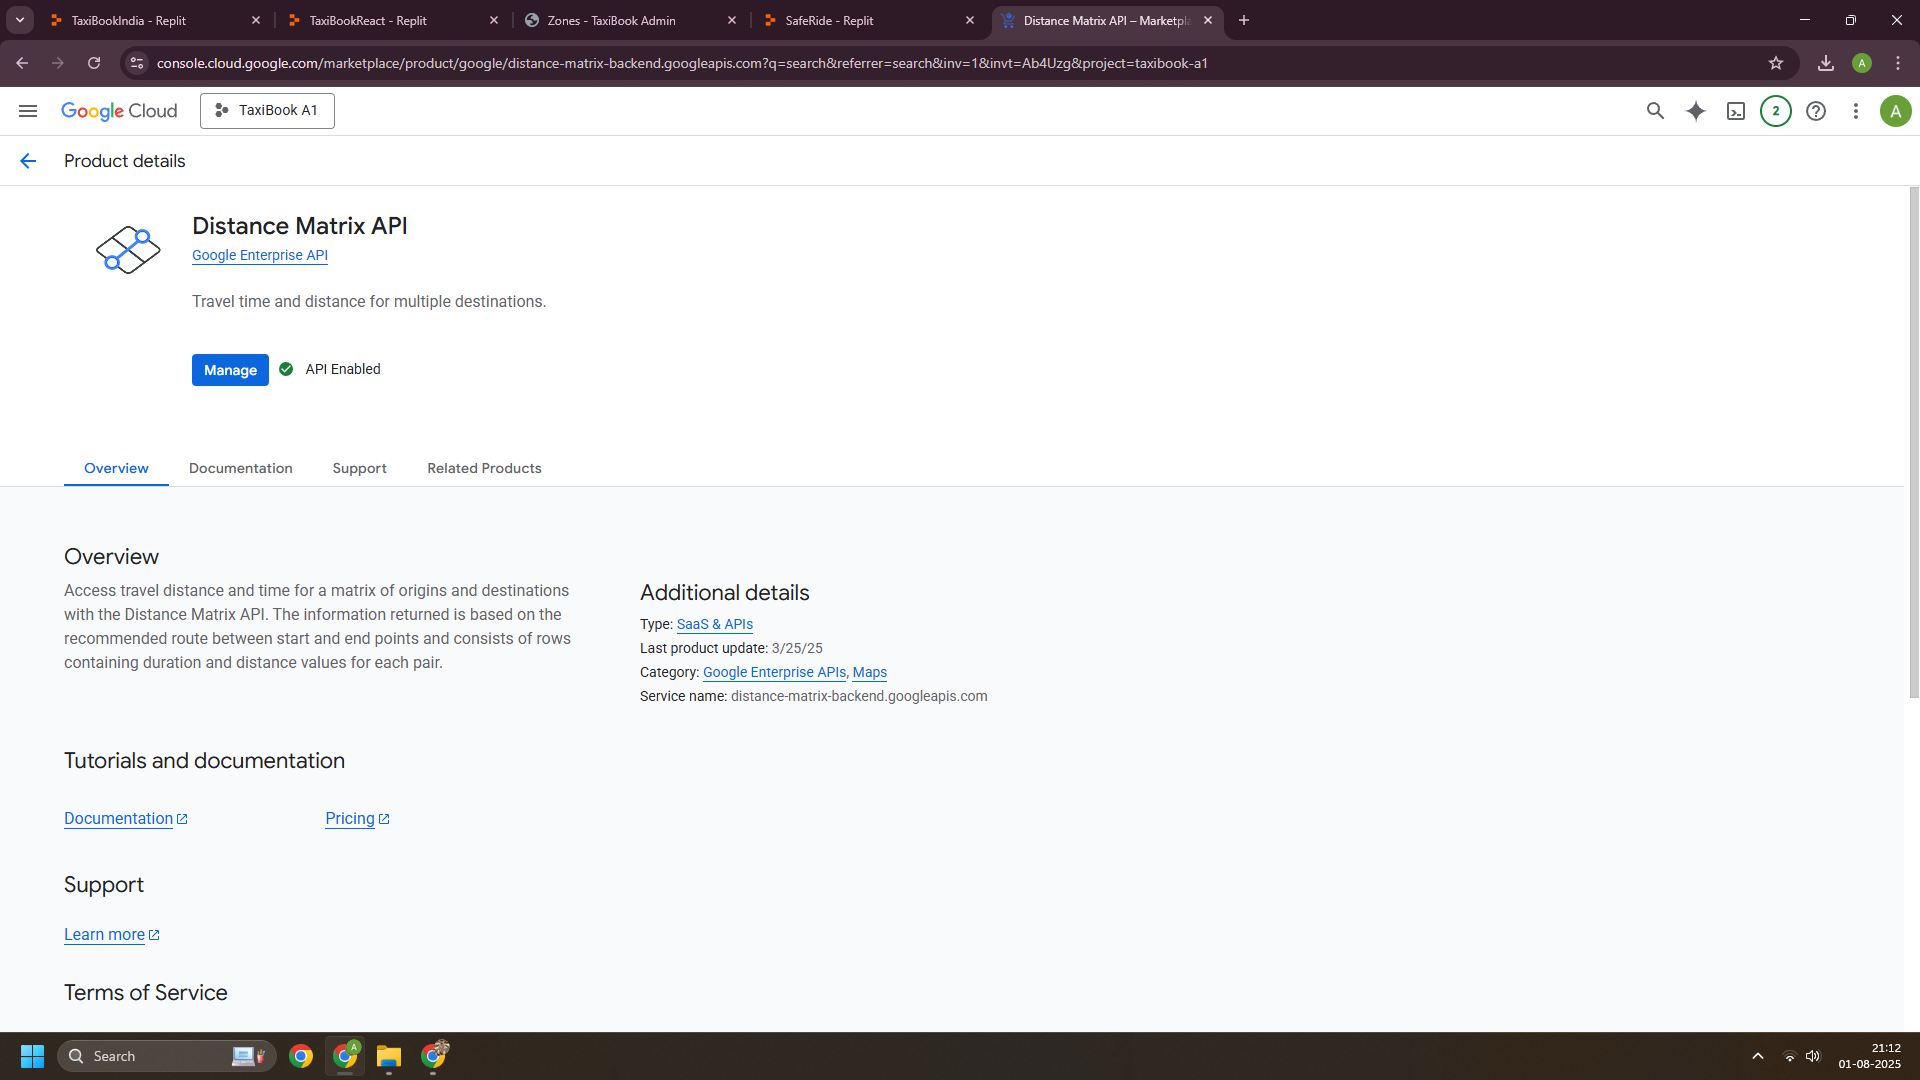 TaxiBookIndia - Replit
TaxiBookReact - Replit
Zones - TaxiBook Admin
SafeRide - Replit
Distance Matrix API – Marketpla
console.cloud.google.com/marketplace/product/google/distance-matrix-backend.googleapis.com?q=search&referrer=search&inv=1&invt=Ab4Uzg&project=taxibook-a1
A
Google Cloud
TaxiBook A1
2
A
Product details
Distance Matrix API
Google Enterprise API
Travel time and distance for multiple destinations.
Manage
API Enabled
Overview
Documentation
Support
Related Products
Overview
Access travel distance and time for a matrix of origins and destinations
with the Distance Matrix API. The information returned is based on the
recommended route between start and end points and consists of rows
containing duration and distance values for each pair.
Additional details
Type: SaaS & APIs
Last product update: 3/25/25
Category: Google Enterprise APIs, Maps
Service name: distance-matrix-backend.googleapis.com
Tutorials and documentation
Documentation
Pricing
Support
Learn more
Terms of Service
Search
A
21:12
01-08-2025